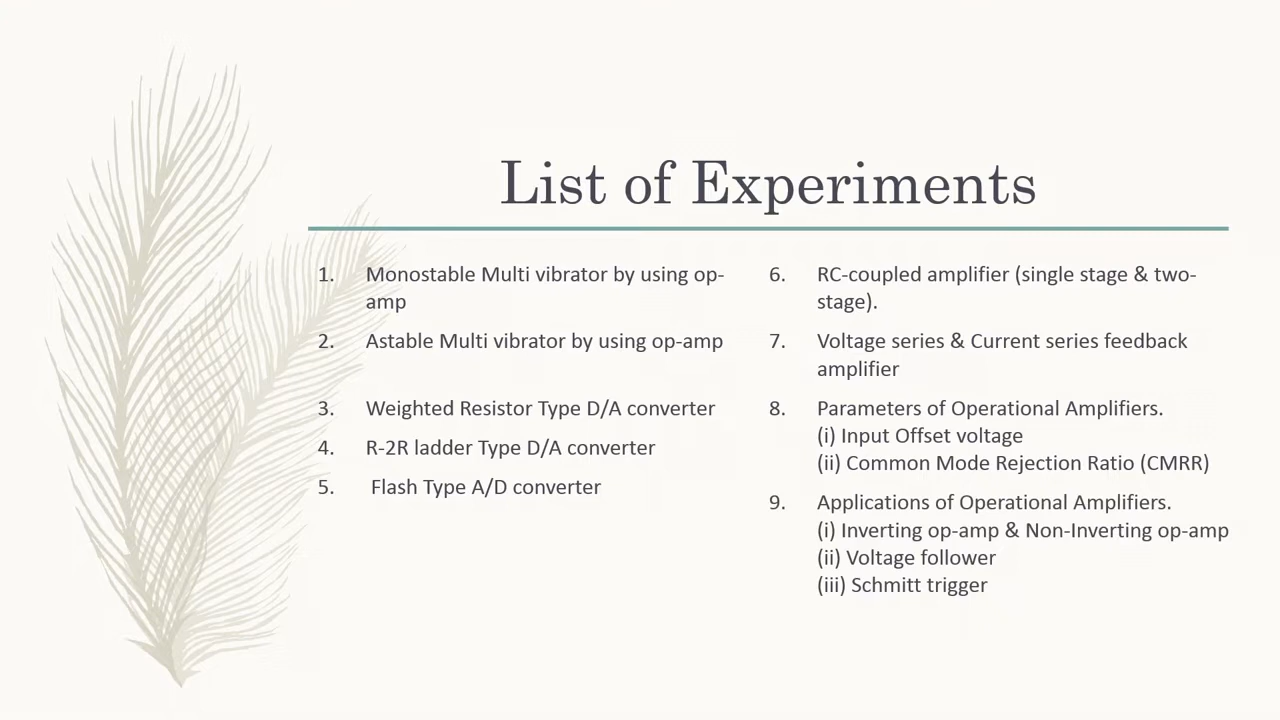 List of Experiments
1. Monostable Multi vibrator by using op-
amp
2. Astable Multi vibrator by using op-amp
3. Weighted Resistor Type D/A converter
4. R-2R ladder Type D/A converter
5. Flash Type A/D converter
6. RC-coupled amplifier (single stage & two-
stage).
7. Voltage series & Current series feedback
amplifier
8. Parameters of Operational Amplifiers.
(i) Input Offset voltage
(ii) Common Mode Rejection Ratio (CMRR)
9. Applications of Operational Amplifiers.
(i) Inverting op-amp & Non-Inverting op-amp
(ii) Voltage follower
(iii) Schmitt trigger